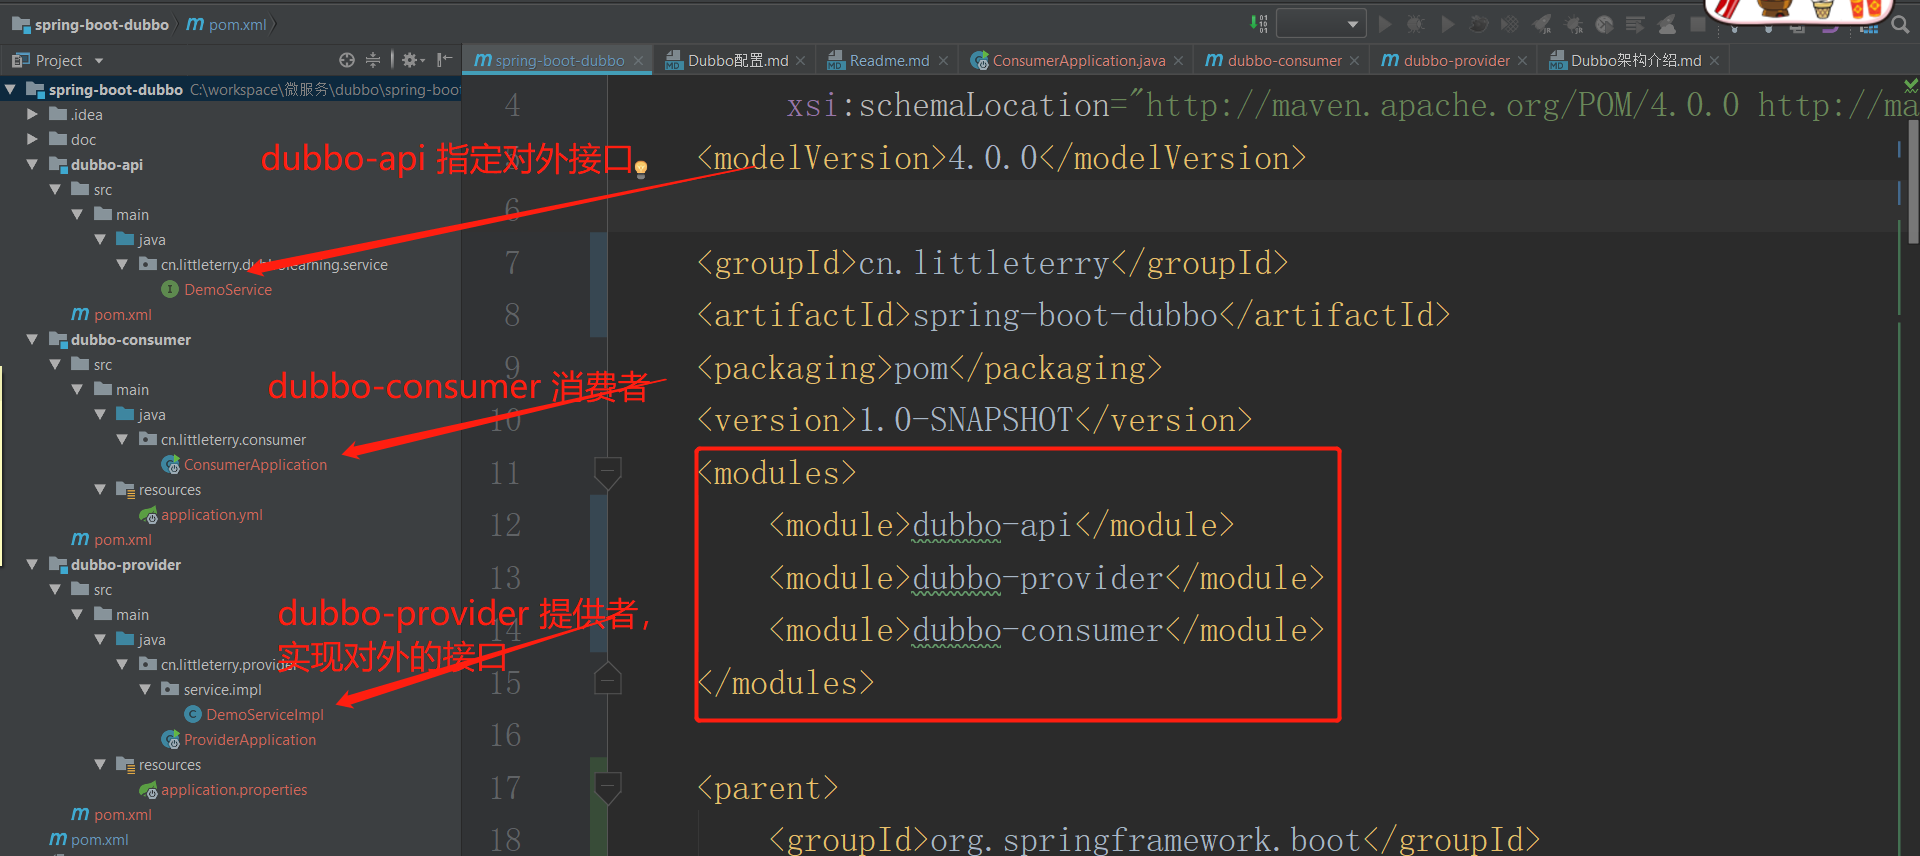 spring-boot-dubbo
pom.xml
Project
spring-boot-dubbo
Dubbo配置.md
Readme.md
ConsumerApplication.java
dubbo-consumer
dubbo-provider
Dubbo架构介绍.md
spring-boot-dubbo C:\workspace\微服务\dubbo\spring-boot
.idea
doc
dubbo-api
src
main
java
cn.littleterry.dubbolearning.service
DemoService
pom.xml
dubbo-consumer
src
main
java
cn.littleterry.consumer
ConsumerApplication
resources
application.yml
pom.xml
dubbo-provider
src
main
java
cn.littleterry.provider
service.impl
DemoServiceImpl
ProviderApplication
resources
application.properties
pom.xml
pom.xml
dubbo-api 指定对外接口
dubbo-consumer 消费者
dubbo-provider 提供者，
实现对外的接口
4 xsi:schemaLocation="http://maven.apache.org/POM/4.0.0 http://ma
<modelVersion>4.0.0</modelVersion>
6
7 <groupId>cn.littleterry</groupId>
8 <artifactId>spring-boot-dubbo</artifactId>
9 <packaging>pom</packaging>
10 <version>1.0-SNAPSHOT</version>
11 <modules>
12 <module>dubbo-api</module>
13 <module>dubbo-provider</module>
14 <module>dubbo-consumer</module>
15 </modules>
16
17 <parent>
18 <groupId>org.springframework.boot</groupId>